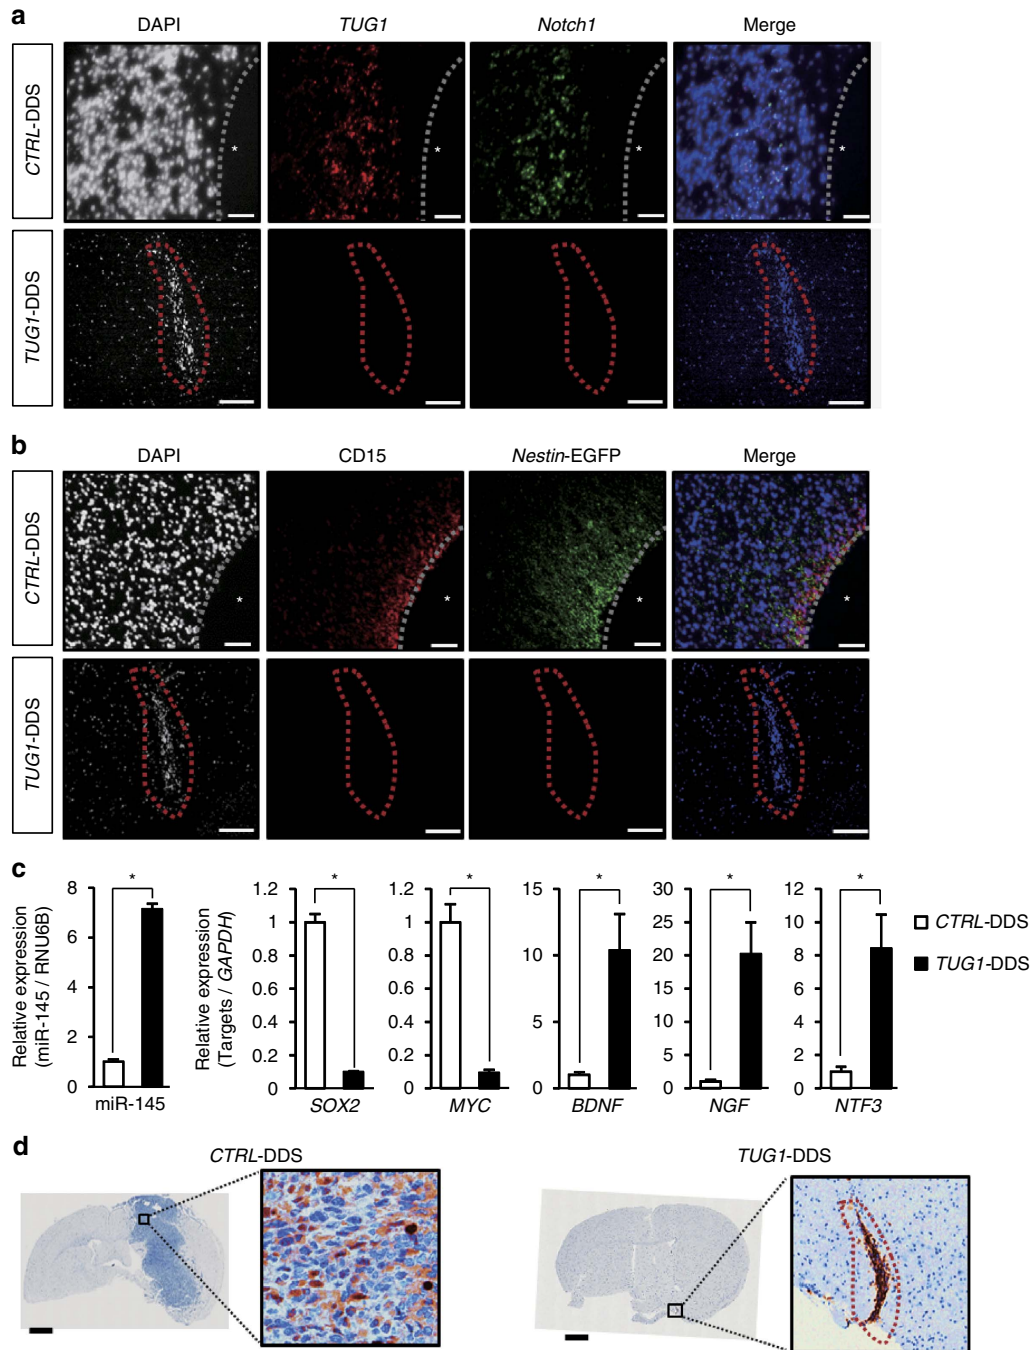 a
DAPI TUG1 Notch1 Merge
CTRL-DDS
* * * *
TUG1-DDS
b
DAPI CD15 Nestin-EGFP Merge
CTRL-DDS
* * * *
TUG1-DDS
c
Relative expression
(miR-145 / RNU6B)
8
6
4
2
0
*
miR-145
Relative expression
(Targets / GAPDH)
1.2
1
0.8
0.6
0.4
0.2
0
*
SOX2
1.2
1
0.8
0.6
0.4
0.2
0
*
MYC
15
10
5
0
*
BDNF
30
25
20
15
10
5
0
*
NGF
12
10
8
6
4
2
0
*
NTF3
CTRL-DDS
TUG1-DDS
d
CTRL-DDS TUG1-DDS